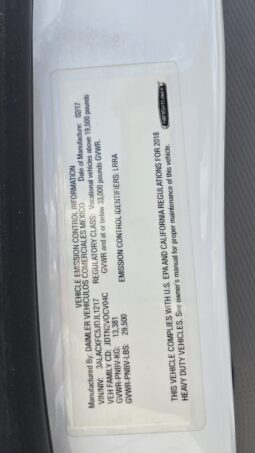 VEHICLE EMISSION CONTROL INFORMATION
Manufactured By: DAIMLER VEHICULOS COMERCIALES MEXICO Date of Manufacture: 02/17
VIN/NIV: REGULATORY CLASS: Vocational vehicles above 19,500 pounds
VEH FAMILY CD: JDTN2VOCV04C GVWR and at or below 33,000 pounds GVWR.
GVWR-PNBV-KG: 13,381
GVWR-PNBV-LBS: 29,500 EMISSION CONTROL IDENTIFIERS: LRRA
THIS VEHICLE COMPLIES WITH U.S. EPA AND CALIFORNIA REGULATIONS FOR 2018
HEAVY DUTY VEHICLES. See owner's manual for proper maintenance of this vehicle.